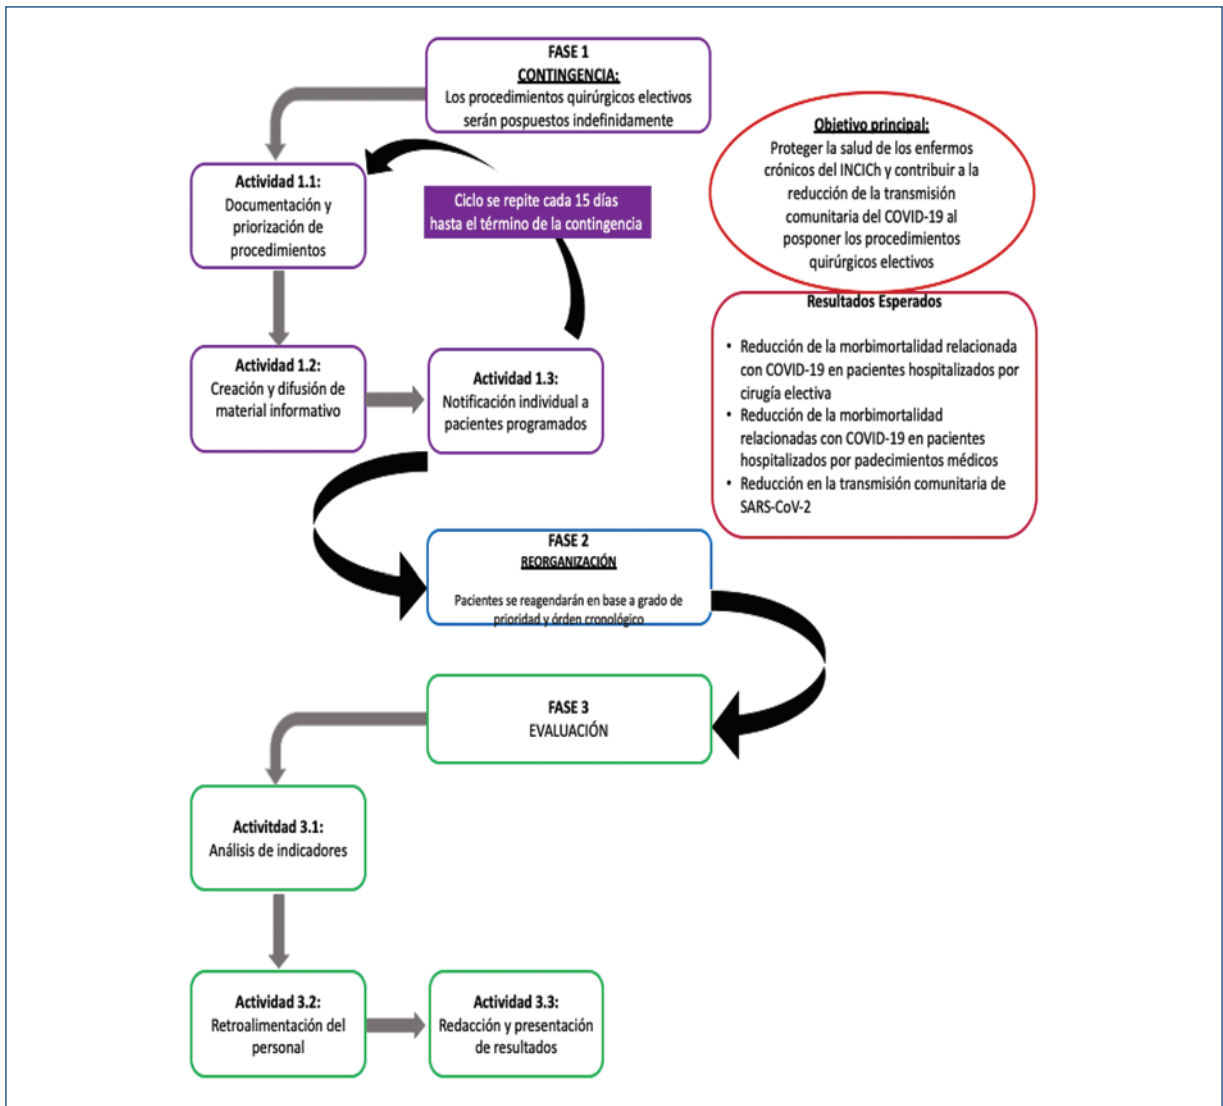 FASE 1
CONTINGENCIA:
Los procedimientos quirúrgicos electivos
serán pospuestos indefinidamente
Objetivo principal:
Proteger la salud de los enfermos
crónicos del INCICh y contribuir a la
reducción de la transmisión
comunitaria del COVID-19 al
posponer los procedimientos
quirúrgicos electivos
Actividad 1.1:
Documentación y
priorización de
procedimientos
Ciclo se repite cada 15 días
hasta el término de la contingencia
Resultados Esperados
• Reducción de la morbimortalidad relacionada
con COVID-19 en pacientes hospitalizados por
cirugía electiva
• Reducción de la morbimortalidad
relacionadas con COVID-19 en pacientes
hospitalizados por padecimientos médicos
• Reducción en la transmisión comunitaria de
SARS-CoV-2
Actividad 1.2:
Creación y difusión de
material informativo
Actividad 1.3:
Notificación individual a
pacientes programados
FASE 2
REORGANIZACIÓN
Pacientes se reagendarán en base a grado de
prioridad y órden cronológico
FASE 3
EVALUACIÓN
Activitdad 3.1:
Análisis de indicadores
Actividad 3.2:
Retroalimentación del
personal
Actividad 3.3:
Redacción y presentación
de resultados